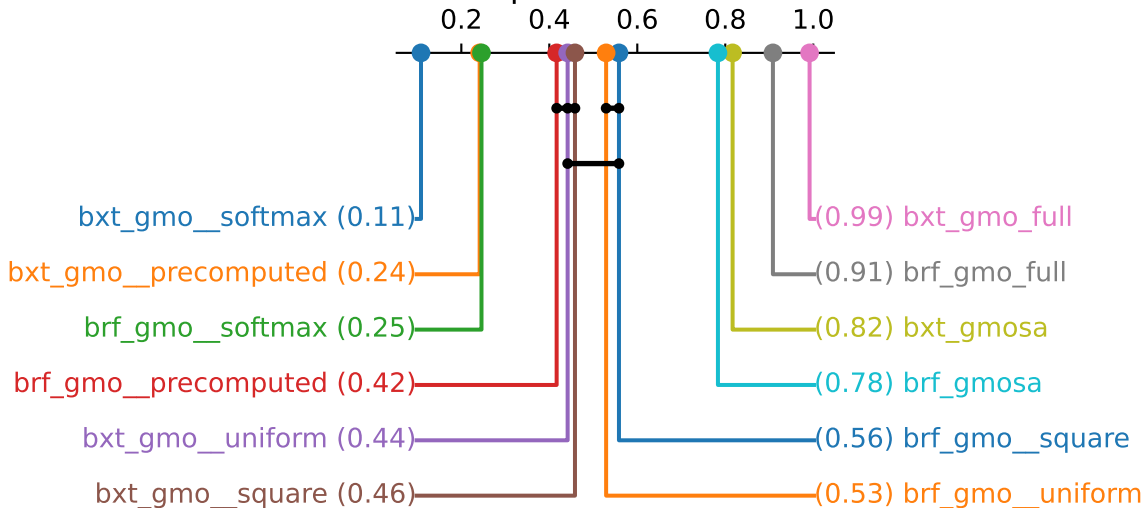 0.2 0.4 0.6 0.8 1.0
bxt_gmo__softmax (0.11) (0.99) bxt_gmo_full
bxt_gmo__precomputed (0.24) (0.91) brf_gmo_full
brf_gmo__softmax (0.25) (0.82) bxt_gmosa
brf_gmo__precomputed (0.42) (0.78) brf_gmosa
bxt_gmo__uniform (0.44) (0.56) brf_gmo__square
bxt_gmo__square (0.46) (0.53) brf_gmo__uniform